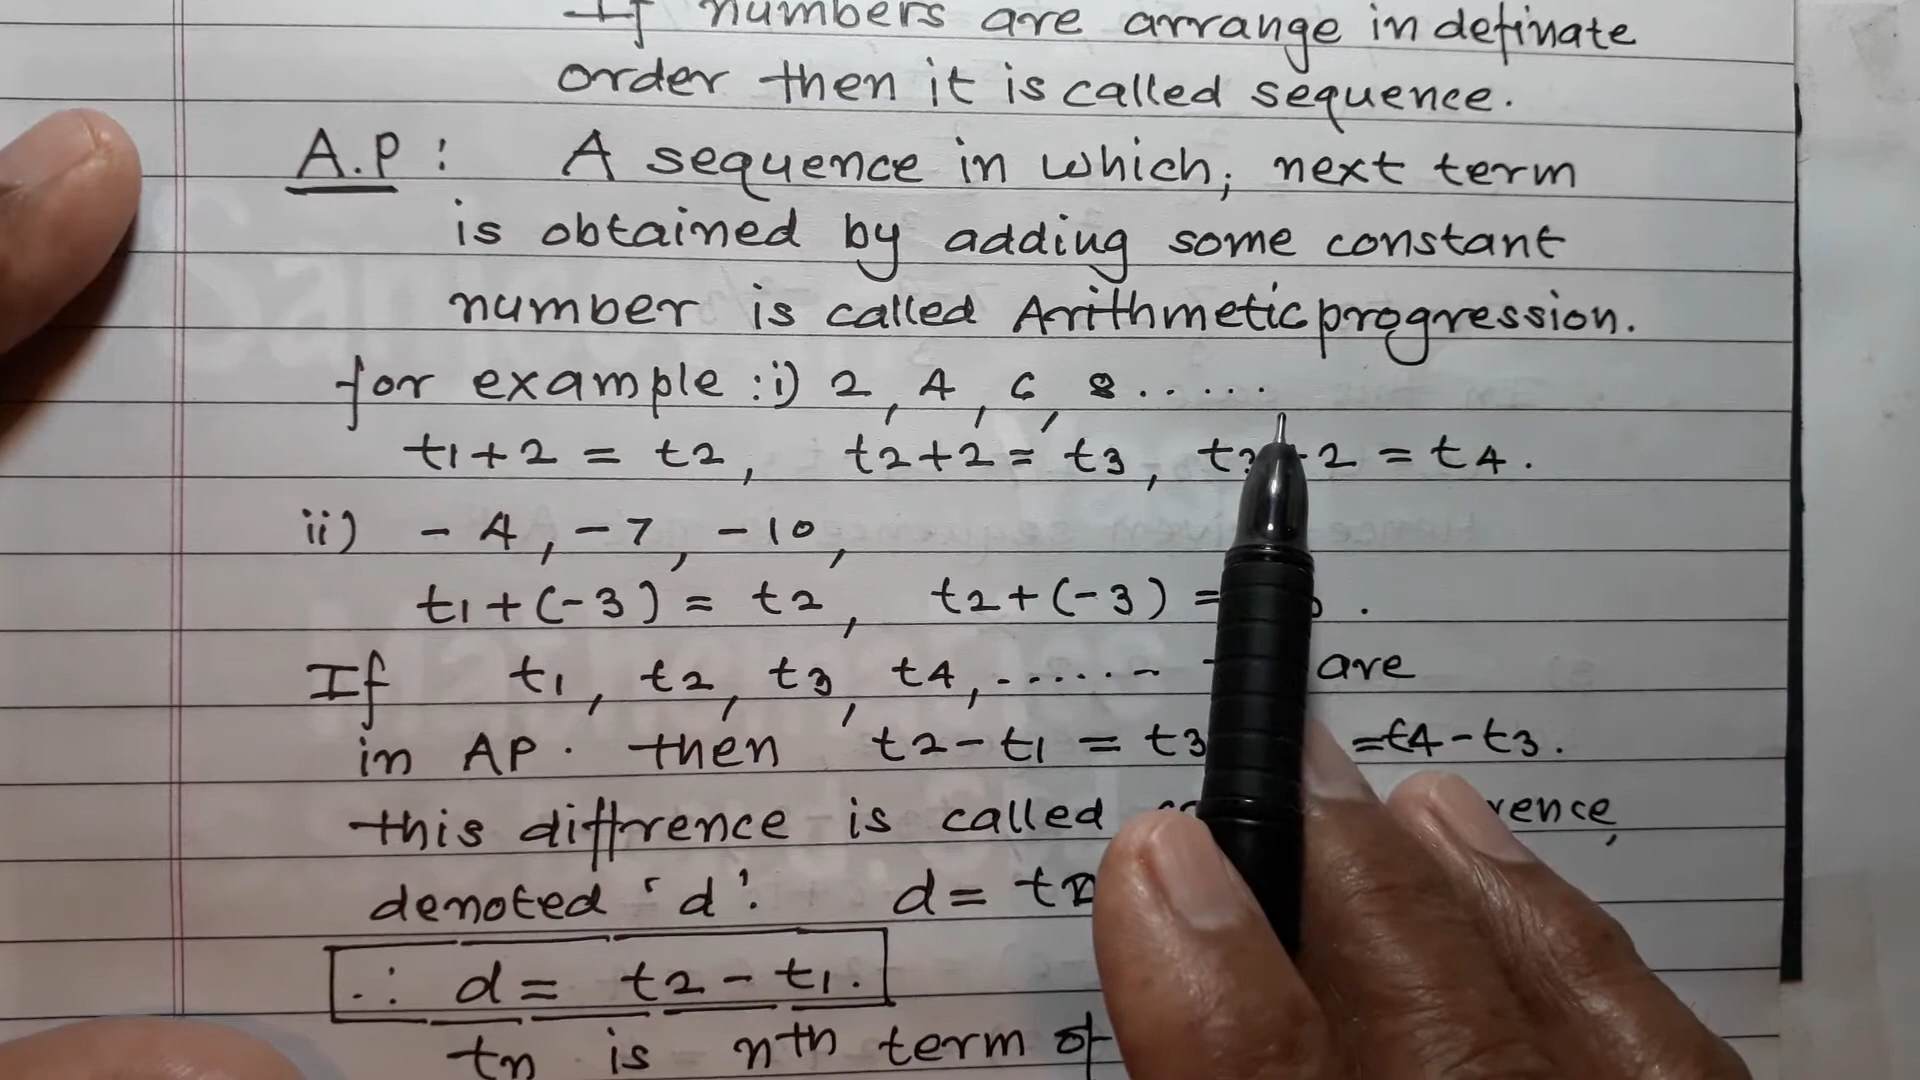 If numbers are arrange in definate
order then it is called sequence.
A.P : A sequence in which, next term
is obtained by adding some constant
number is called Arithmetic progression.
for example : i) 2, 4, 6, 8 .....
t1 + 2 = t2, t2 + 2 = t3, 2 = t4.
ii) - 4, - 7, - 10,
t1 + (-3) = t2, t2 + (-3) = .
If t1, t2, t3, t4, ...... are
in AP. then t2 - t1 = t3 = t4 - t3.
this diffrence is called
denoted 'd'. d =
∴ d = t2 - t1.
tn is nth term of